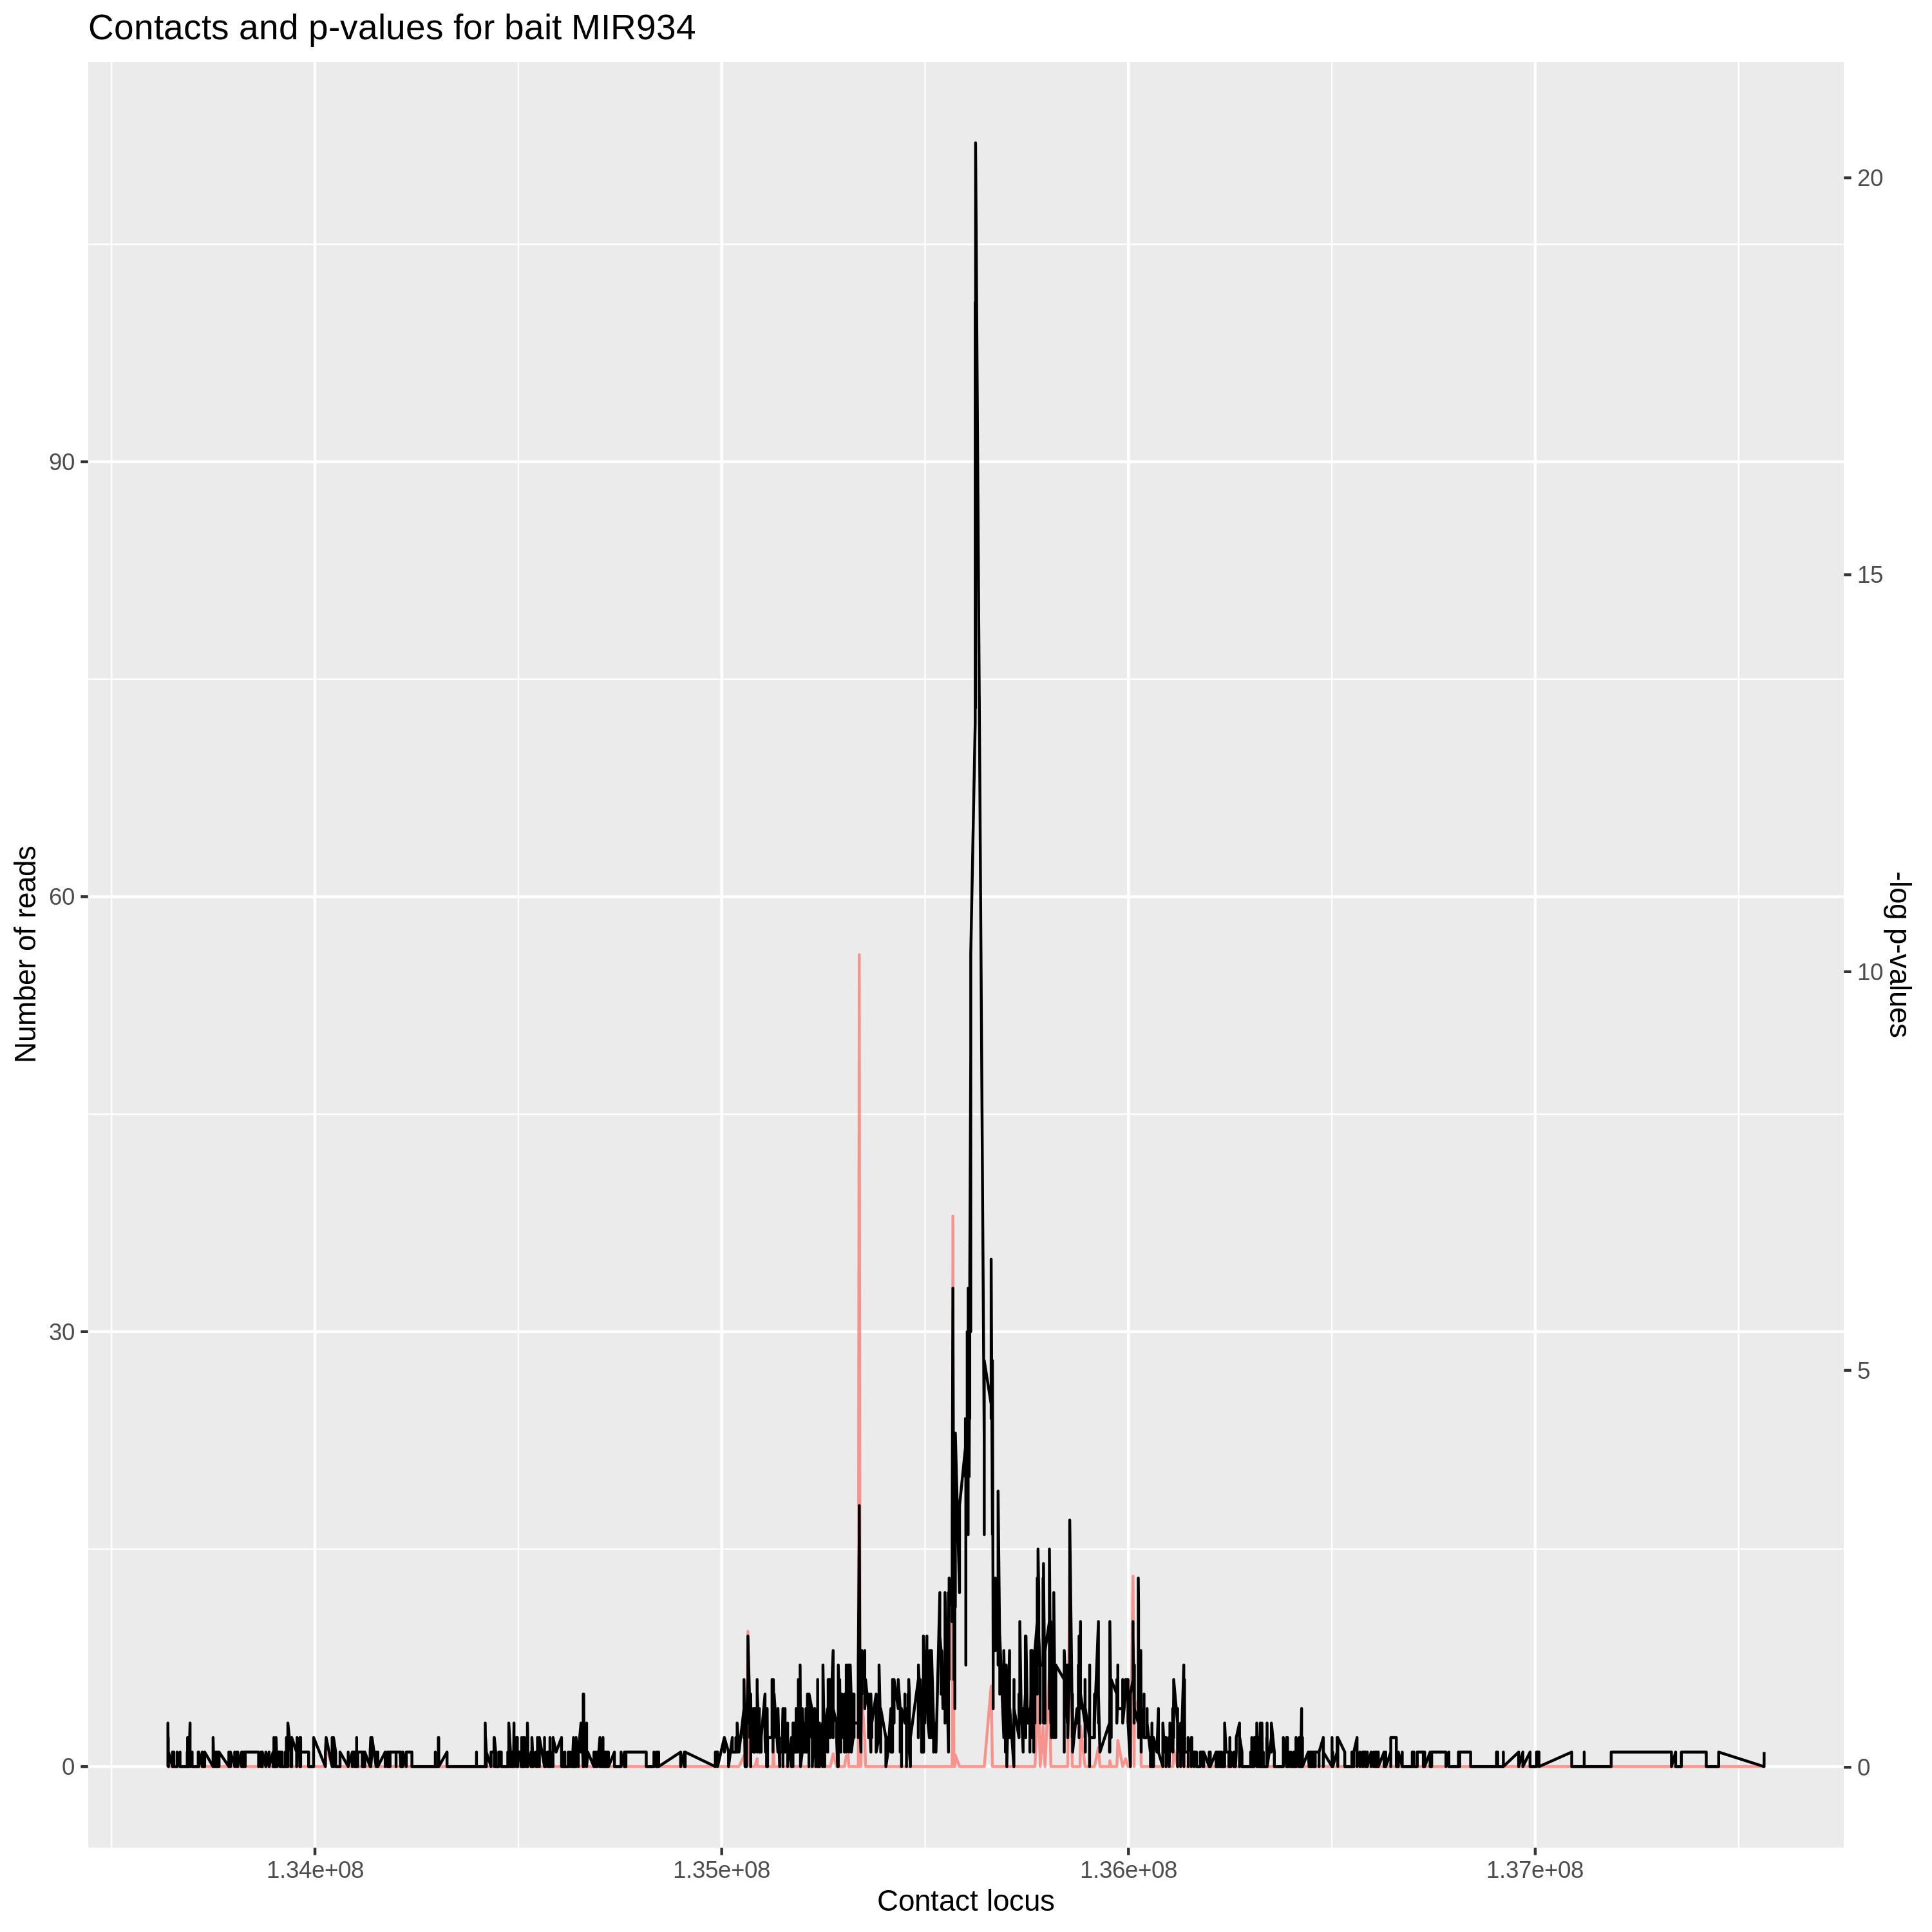 Contacts and p-values for bait MIR934
90
60
30
0
Number of reads
20
15
10
5
0
-log p-values
1.34e+08 1.35e+08 1.36e+08 1.37e+08
Contact locus